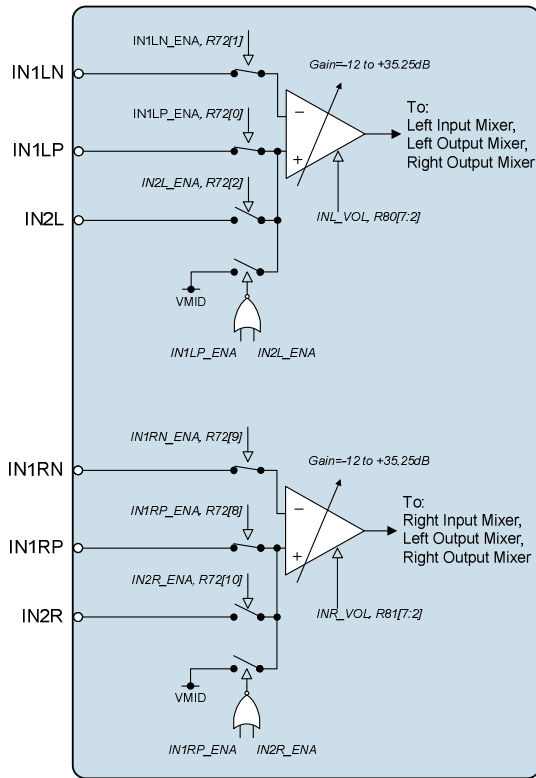 IN1LN_ENA, R72[1]
Gain=-12 to +35.25dB
IN1LN
IN1LP_ENA, R72[0]
To:
Left Input Mixer,
Left Output Mixer,
Right Output Mixer
−
IN1LP
+
IN2L_ENA, R72[2]
IN2L
INL_VOL, R80[7:2]
VMID
IN1LP_ENA IN2L_ENA
IN1RN_ENA, R72[9]
Gain=-12 to +35.25dB
IN1RN
IN1RP_ENA, R72[8]
To:
Right Input Mixer,
Left Output Mixer,
Right Output Mixer
−
IN1RP
+
IN2R_ENA, R72[10]
IN2R
INR_VOL, R81[7:2]
VMID
IN1RP_ENA IN2R_ENA